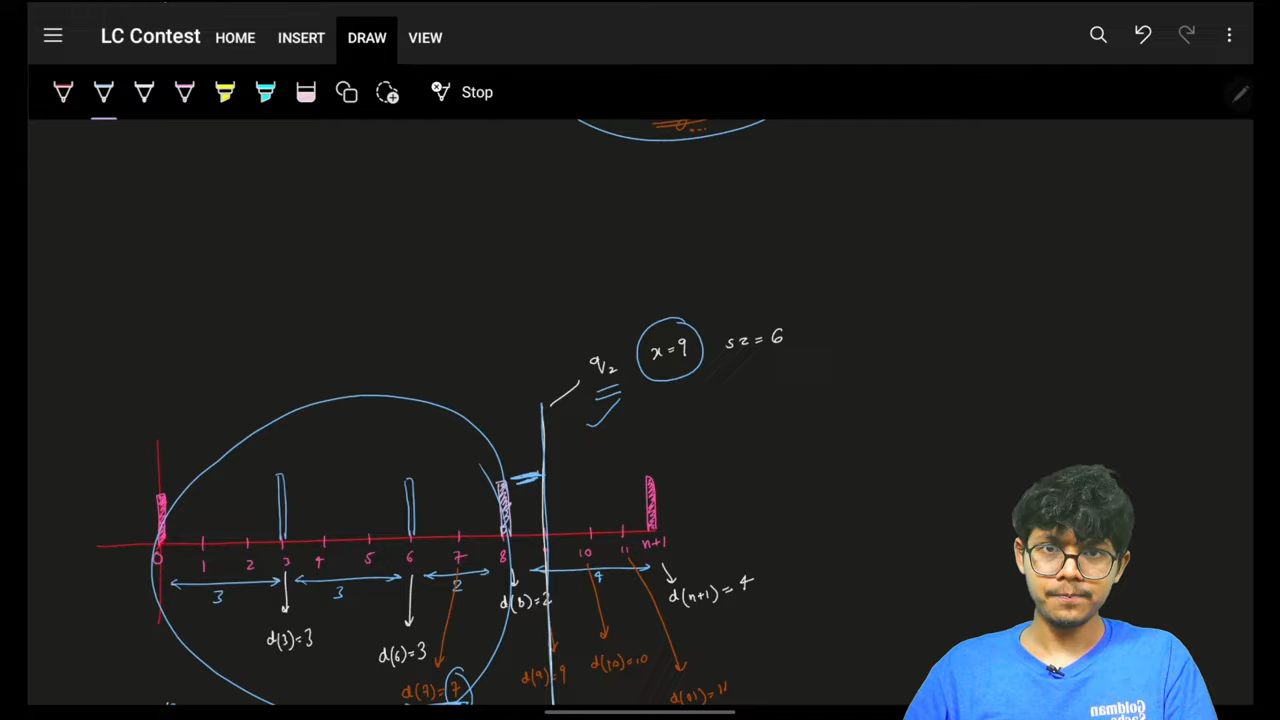 LC Contest HOME INSERT DRAW VIEW
Stop
q2 x=9 sz=6
0 1 2 3 4 5 6 7 8 10 11 n+1
3 3 2 4
d(3)=3 d(6)=3 d(8)=2 d(n+1)=4
d(7)=7 d(9)=9 d(10)=10 d(11)=11
Goldman
Sachs